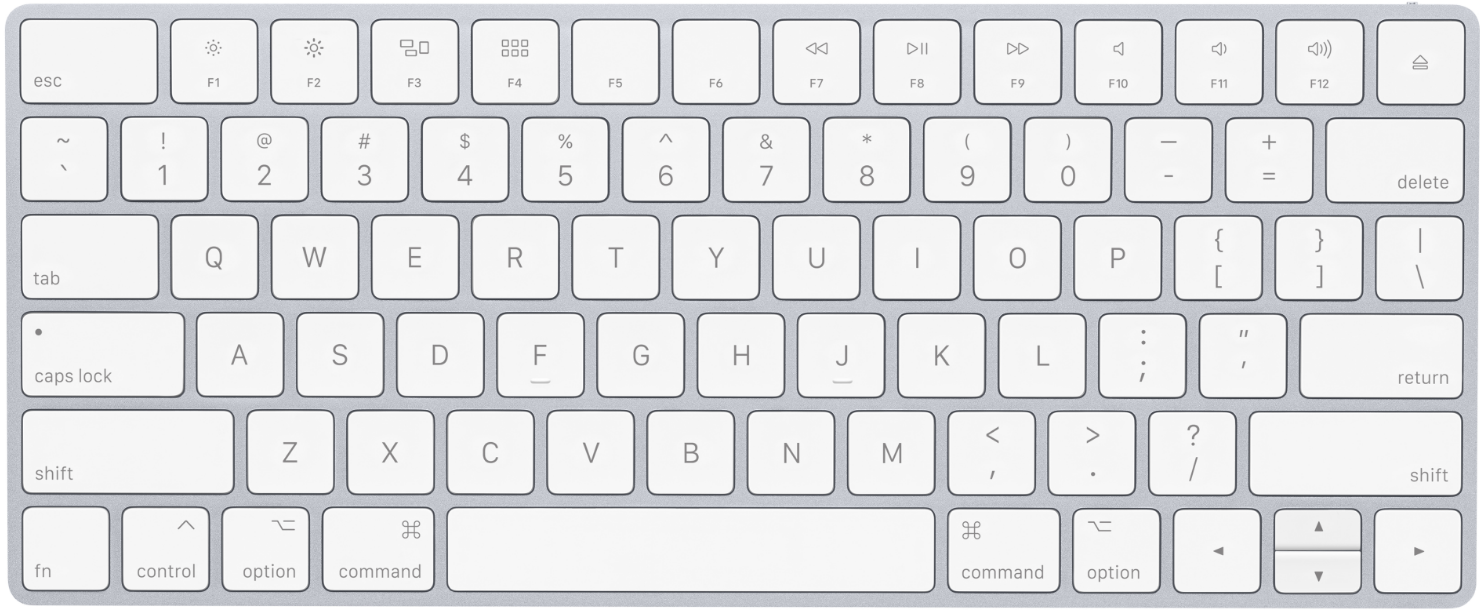 esc F1 F2 F3 F4 F5 F6 F7 F8 F9 F10 F11 F12
~ ! @ # $ % ^ & * ( ) — +
` 1 2 3 4 5 6 7 8 9 0 - =
delete
tab Q W E R T Y U I O P { } |
[ ] \
caps lock A S D F G H J K L : "
; '
return
shift Z X C V B N M < > ?
, . /
shift
fn control option command command option